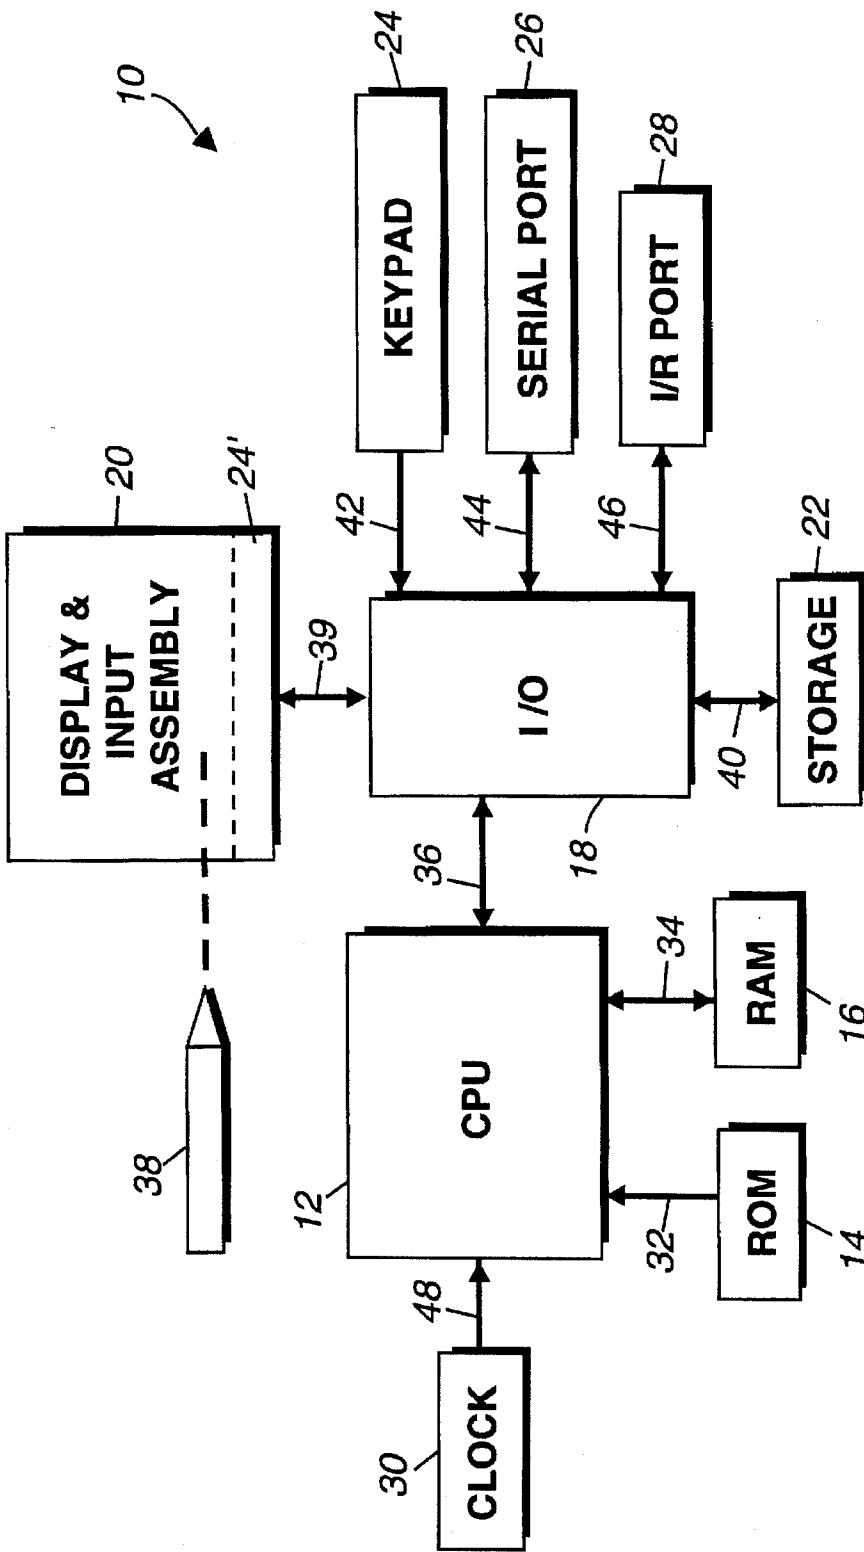 10
DISPLAY &
INPUT
ASSEMBLY
20
24'
38
39
KEYPAD
24
42
SERIAL PORT
26
44
I/R PORT
28
46
I/O
18
36
40
STORAGE
22
CPU
12
34
RAM
16
32
ROM
14
48
CLOCK
30